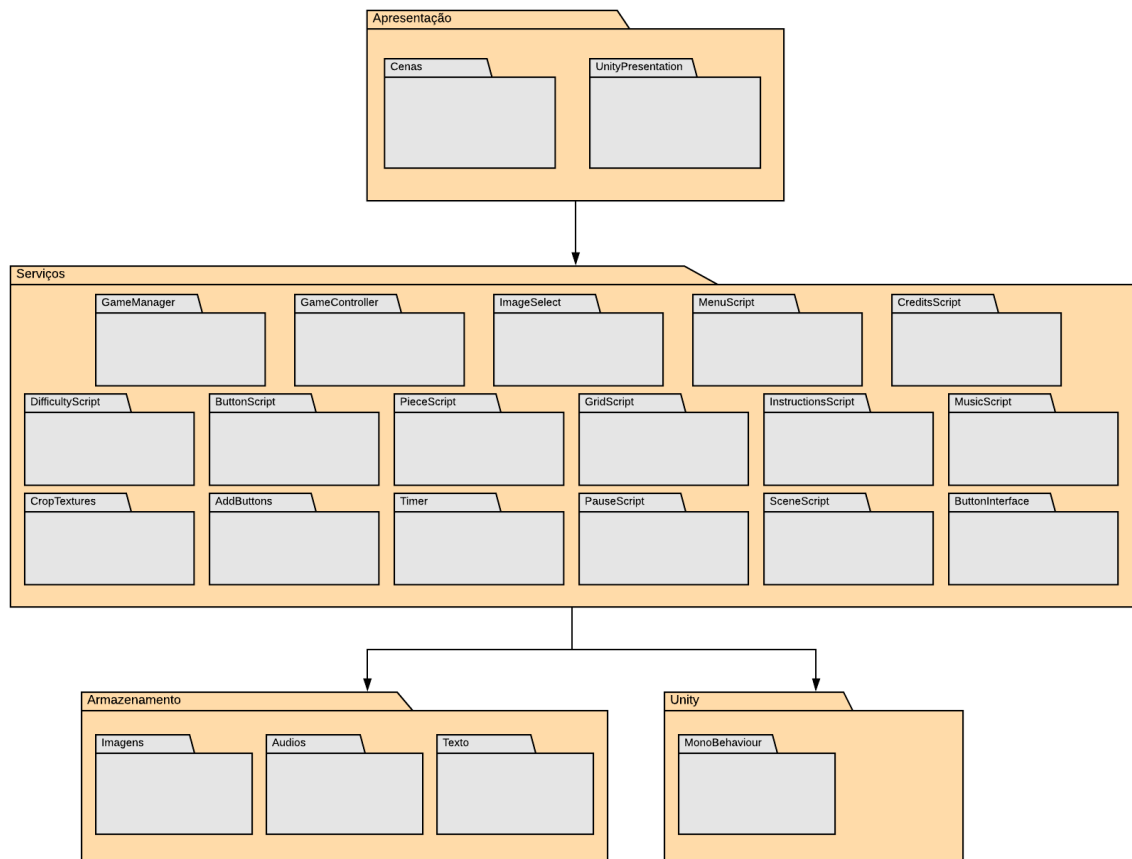 Apresentação
Cenas
UnityPresentation
Serviços
GameManager
GameController
ImageSelect
MenuScript
CreditsScript
DifficultyScript
ButtonScript
PieceScript
GridScript
InstructionsScript
MusicScript
CropTextures
AddButtons
Timer
PauseScript
SceneScript
ButtonInterface
Armazenamento
Imagens
Audios
Texto
Unity
MonoBehaviour